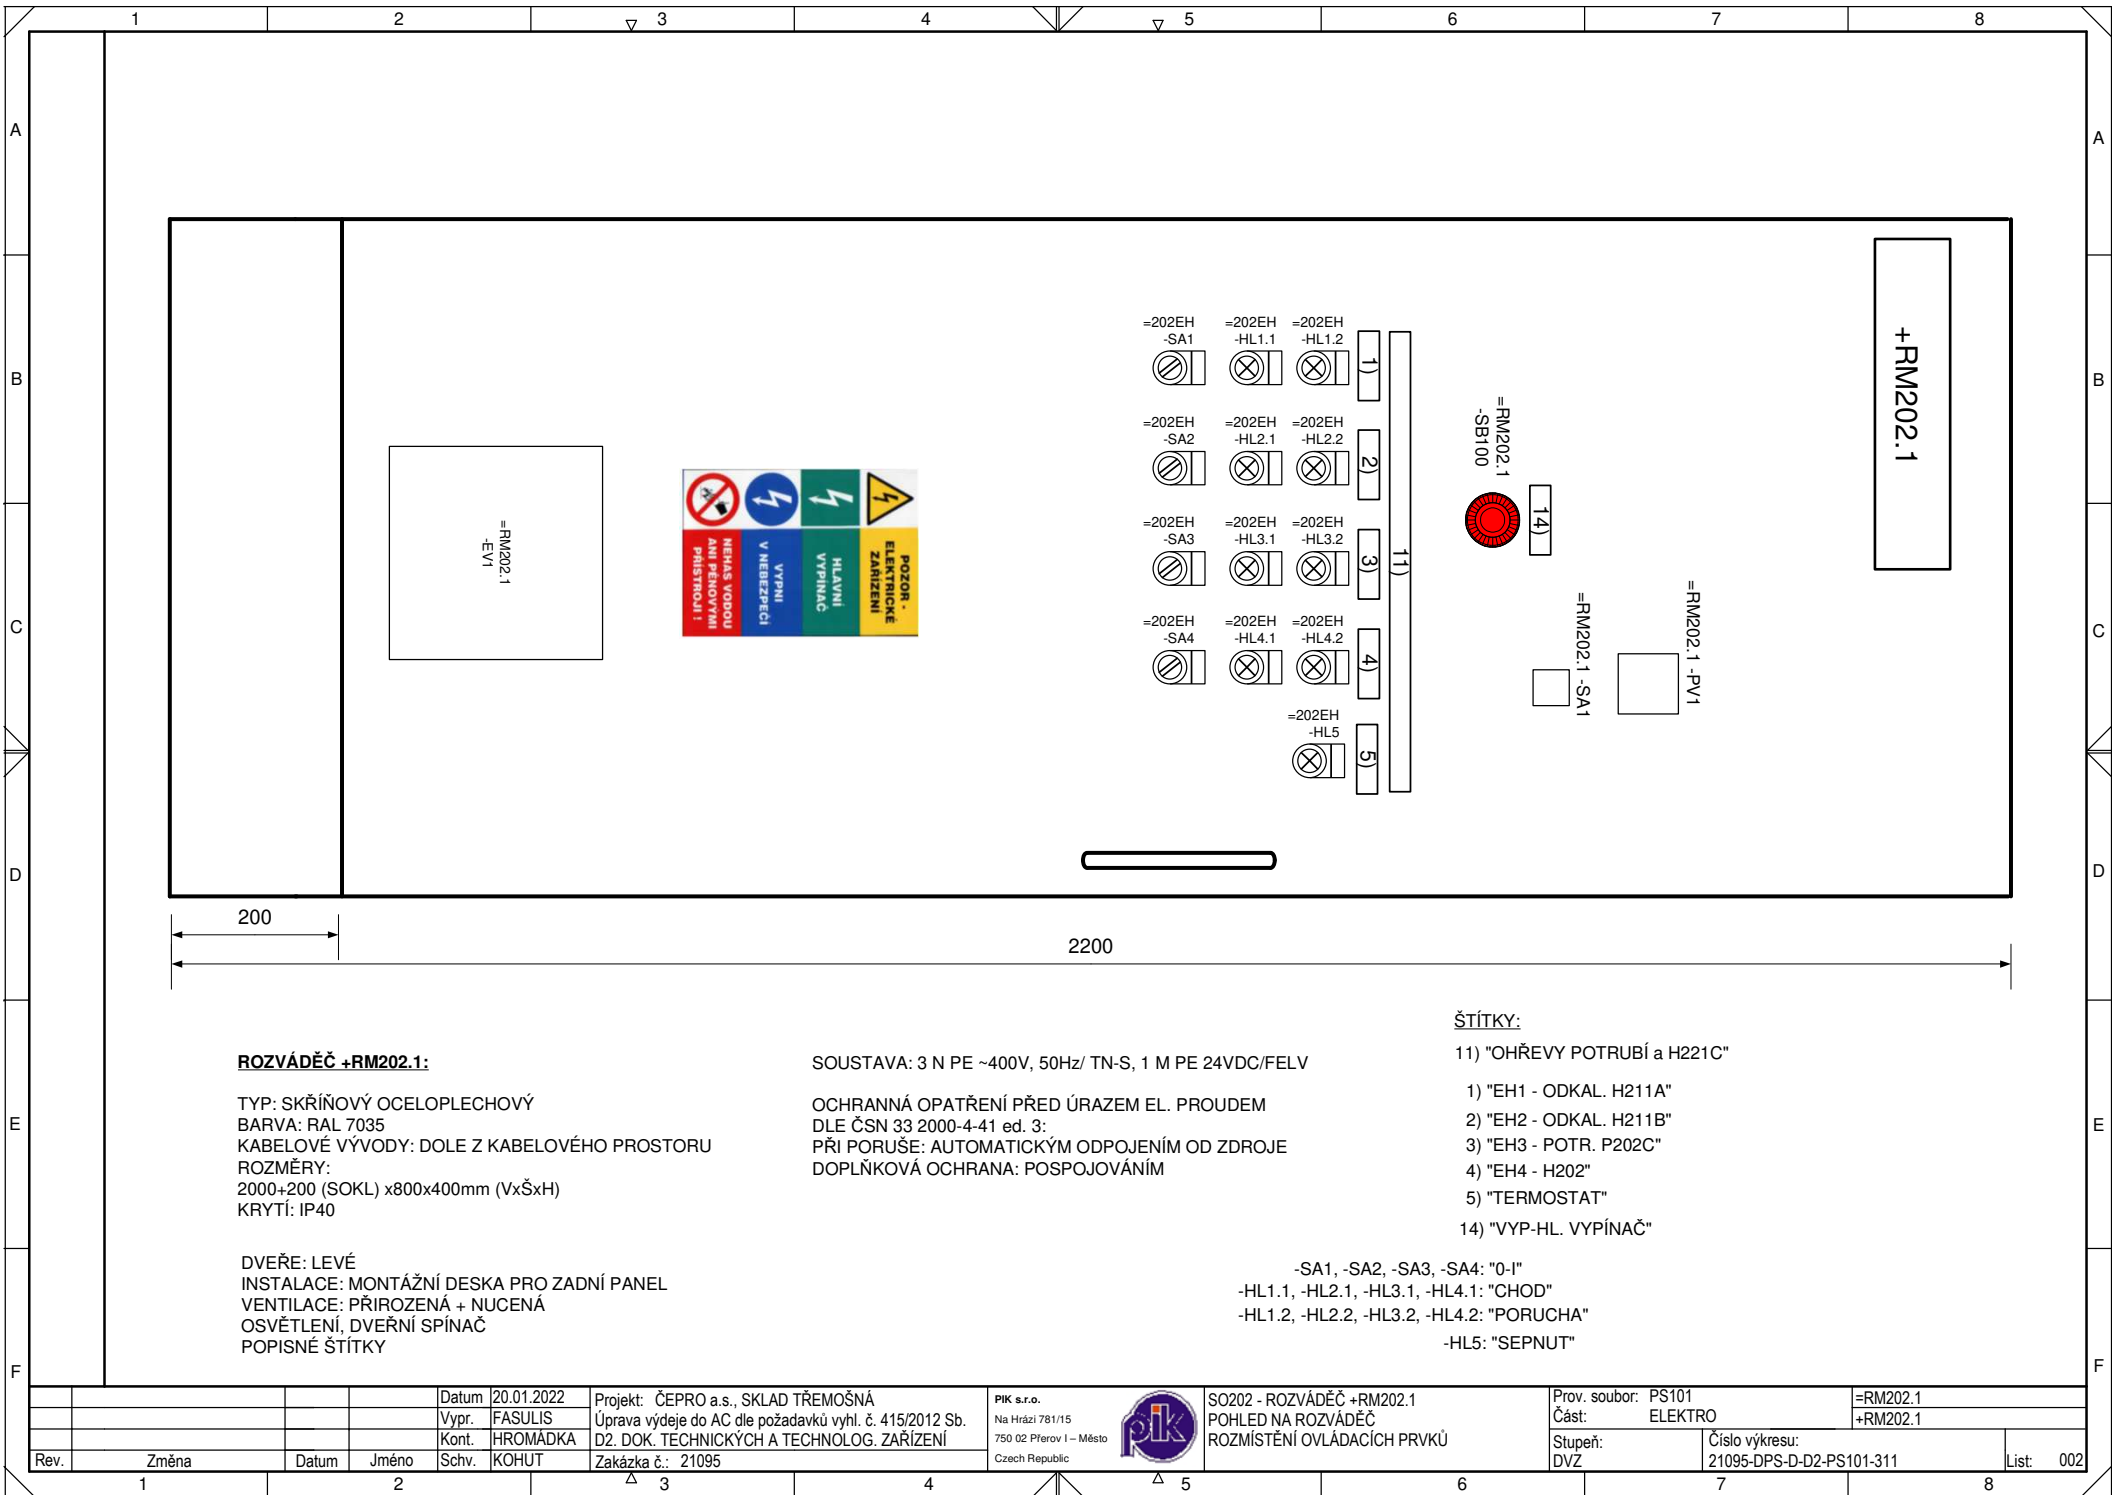 1 2 3 4 5 6 7 8
A A
B B
C C
D D
E E
F F
+RM202.1
=202EH -SA1
=202EH -HL1.1
=202EH -HL1.2
1)
=202EH -SA2
=202EH -HL2.1
=202EH -HL2.2
2)
=202EH -SA3
=202EH -HL3.1
=202EH -HL3.2
3)
=202EH -SA4
=202EH -HL4.1
=202EH -HL4.2
4)
=202EH -HL5
5)
11)
=RM202.1
-SB100
14)
=RM202.1 -SA1
=RM202.1 -PV1
=RM202.1
-EV1
POZOR -
ELEKTRICKÉ
ZAŘÍZENÍ
HLAVNÍ
VYPÍNAČ
VYPNI
V NEBEZPEČÍ
NEHAS VODOU
ANI PĚNOVÝMI
PŘÍSTROJI !
200
2200
ROZVÁDĚČ +RM202.1:
TYP: SKŘÍŇOVÝ OCELOPLECHOVÝ
BARVA: RAL 7035
KABELOVÉ VÝVODY: DOLE Z KABELOVÉHO PROSTORU
ROZMĚRY:
2000+200 (SOKL) x800x400mm (VxŠxH)
KRYTÍ: IP40
DVEŘE: LEVÉ
INSTALACE: MONTÁŽNÍ DESKA PRO ZADNÍ PANEL
VENTILACE: PŘIROZENÁ + NUCENÁ
OSVĚTLENÍ, DVEŘNÍ SPÍNAČ
POPISNÉ ŠTÍTKY
SOUSTAVA: 3 N PE ~400V, 50Hz/ TN-S, 1 M PE 24VDC/FELV
OCHRANNÁ OPATŘENÍ PŘED ÚRAZEM EL. PROUDEM
DLE ČSN 33 2000-4-41 ed. 3:
PŘI PORUŠE: AUTOMATICKÝM ODPOJENÍM OD ZDROJE
DOPLŇKOVÁ OCHRANA: POSPOJOVÁNÍM
ŠTÍTKY:
11) "OHŘEVY POTRUBÍ a H221C"
1) "EH1 - ODKAL. H211A"
2) "EH2 - ODKAL. H211B"
3) "EH3 - POTR. P202C"
4) "EH4 - H202"
5) "TERMOSTAT"
14) "VYP-HL. VYPÍNAČ"
-SA1, -SA2, -SA3, -SA4: "0-I"
-HL1.1, -HL2.1, -HL3.1, -HL4.1: "CHOD"
-HL1.2, -HL2.2, -HL3.2, -HL4.2: "PORUCHA"
-HL5: "SEPNUT"
Rev. Změna Datum Jméno
Datum 20.01.2022
Vypr. FASULIS
Kont. HROMÁDKA
Schv. KOHUT
Projekt: ČEPRO a.s., SKLAD TŘEMOŠNÁ
Úprava výdeje do AC dle požadavků vyhl. č. 415/2012 Sb.
D2. DOK. TECHNICKÝCH A TECHNOLOG. ZAŘÍZENÍ
Zakázka č.: 21095
PIK s.r.o.
Na Hrázi 781/15
750 02 Přerov I – Město
Czech Republic
pik
SO202 - ROZVÁDĚČ +RM202.1
POHLED NA ROZVÁDĚČ
ROZMÍSTĚNÍ OVLÁDACÍCH PRVKŮ
Prov. soubor: PS101
Část: ELEKTRO
=RM202.1
+RM202.1
Stupeň:
DVZ
Číslo výkresu:
21095-DPS-D-D2-PS101-311
List: 002
1 2 3 4 5 6 7 8